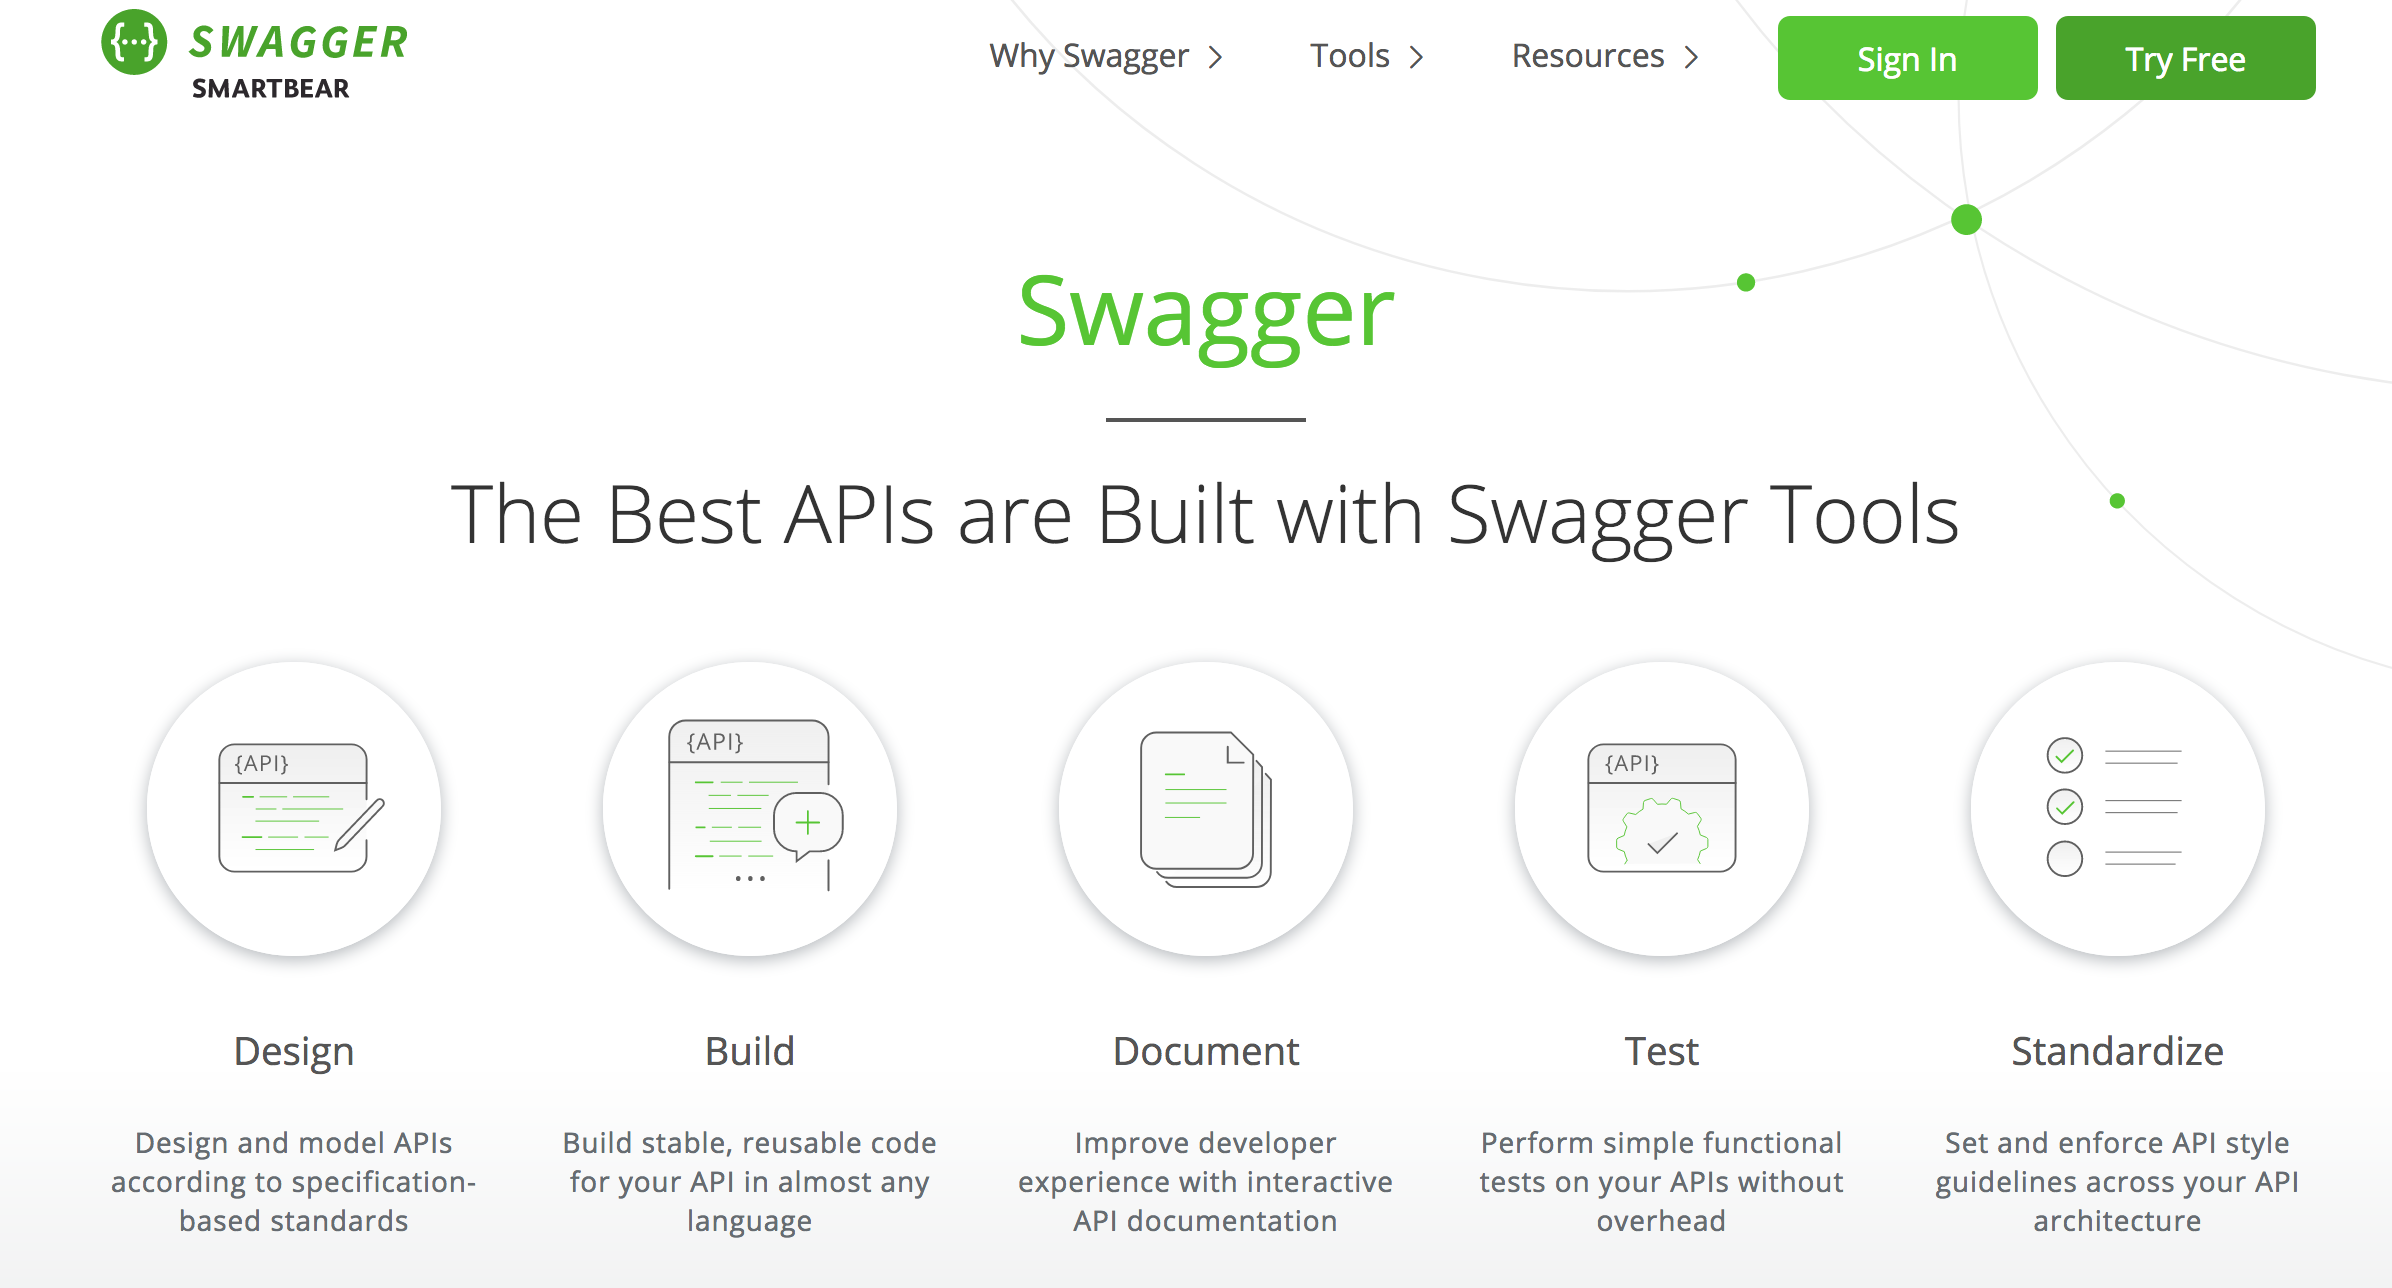 {...} SWAGGER
SMARTBEAR
Why Swagger
Tools
Resources
Sign In
Try Free
Swagger
The Best APIs are Built with Swagger Tools
{API}
{API}
{API}
Design
Design and model APIs
according to specification-
based standards
Build
Build stable, reusable code
for your API in almost any
language
Document
Improve developer
experience with interactive
API documentation
Test
Perform simple functional
tests on your APIs without
overhead
Standardize
Set and enforce API style
guidelines across your API
architecture